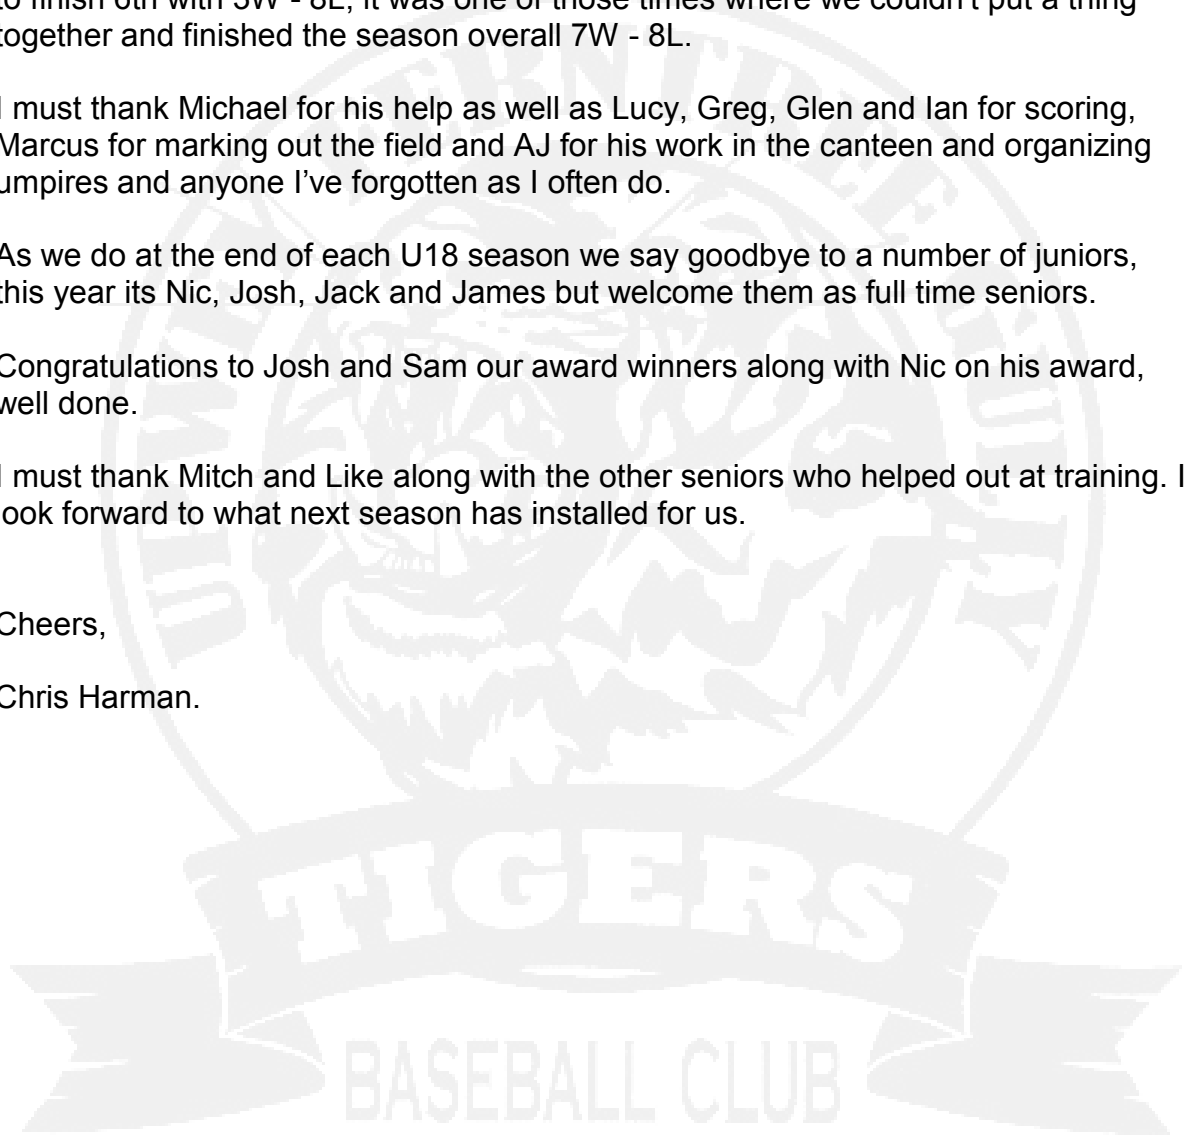 to finish 6th with 5W - 8L, it was one of those times where we couldn't put a thing
together and finished the season overall 7W - 8L.
I must thank Michael for his help as well as Lucy, Greg, Glen and Ian for scoring,
Marcus for marking out the field and AJ for his work in the canteen and organizing
umpires and anyone I've forgotten as I often do.
As we do at the end of each U18 season we say goodbye to a number of juniors,
this year its Nic, Josh, Jack and James but welcome them as full time seniors.
Congratulations to Josh and Sam our award winners along with Nic on his award,
well done.
I must thank Mitch and Like along with the other seniors who helped out at training. I
look forward to what next season has installed for us.
Cheers,
Chris Harman.
UPWEY FERNTREE GULLY
TIGERS
BASEBALL CLUB